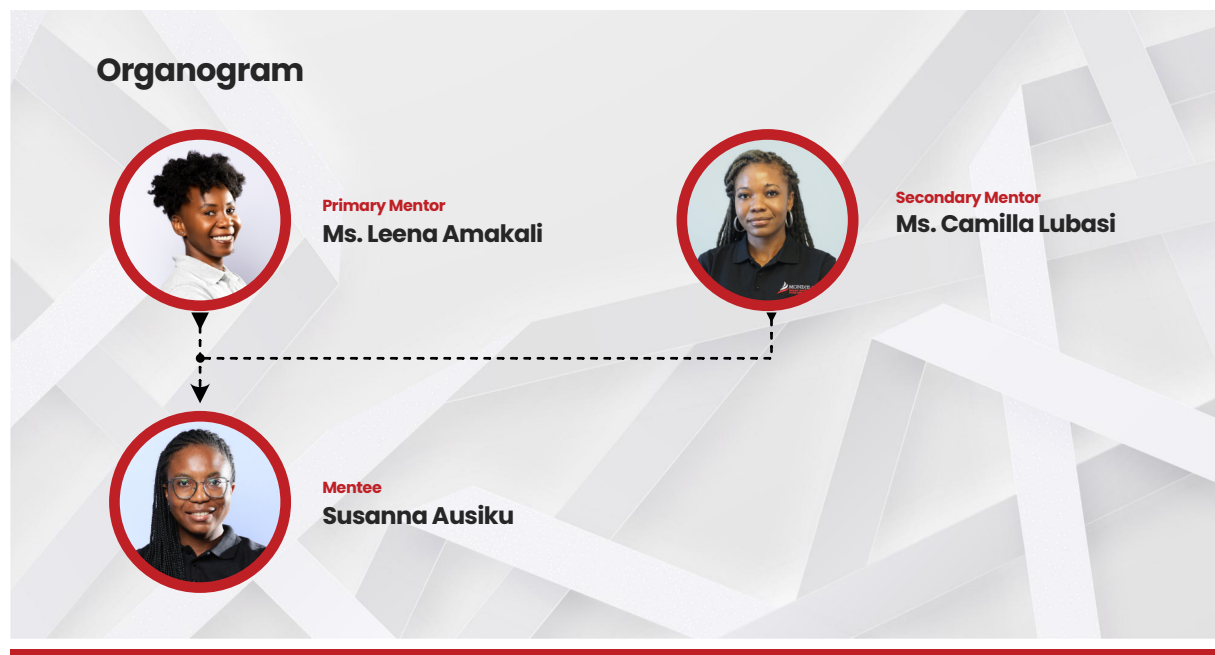 Organogram
Primary Mentor
Ms. Leena Amakali
Secondary Mentor
Ms. Camilla Lubasi
Mentee
Susanna Ausiku